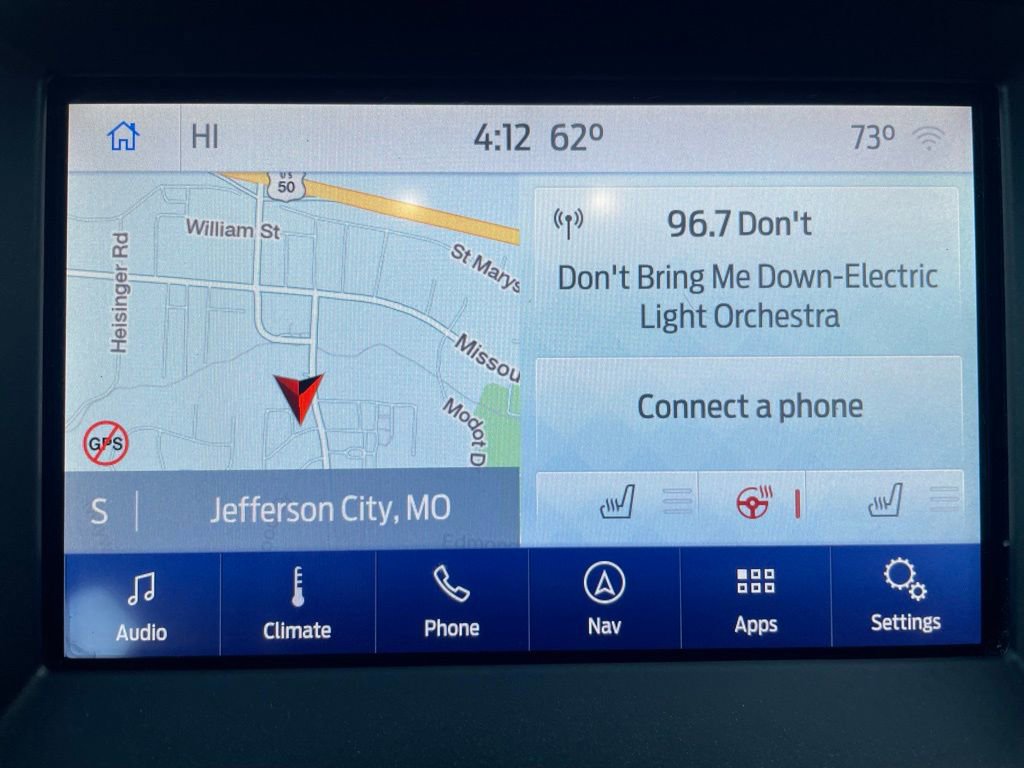 HI
4:12 62°
73°
US
50
William St
Heisinger Rd
St Marys
Missou
Modot D
GPS
S
Jefferson City, MO
96.7 Don't
Don't Bring Me Down-Electric
Light Orchestra
Connect a phone
Audio
Climate
Phone
Nav
Apps
Settings